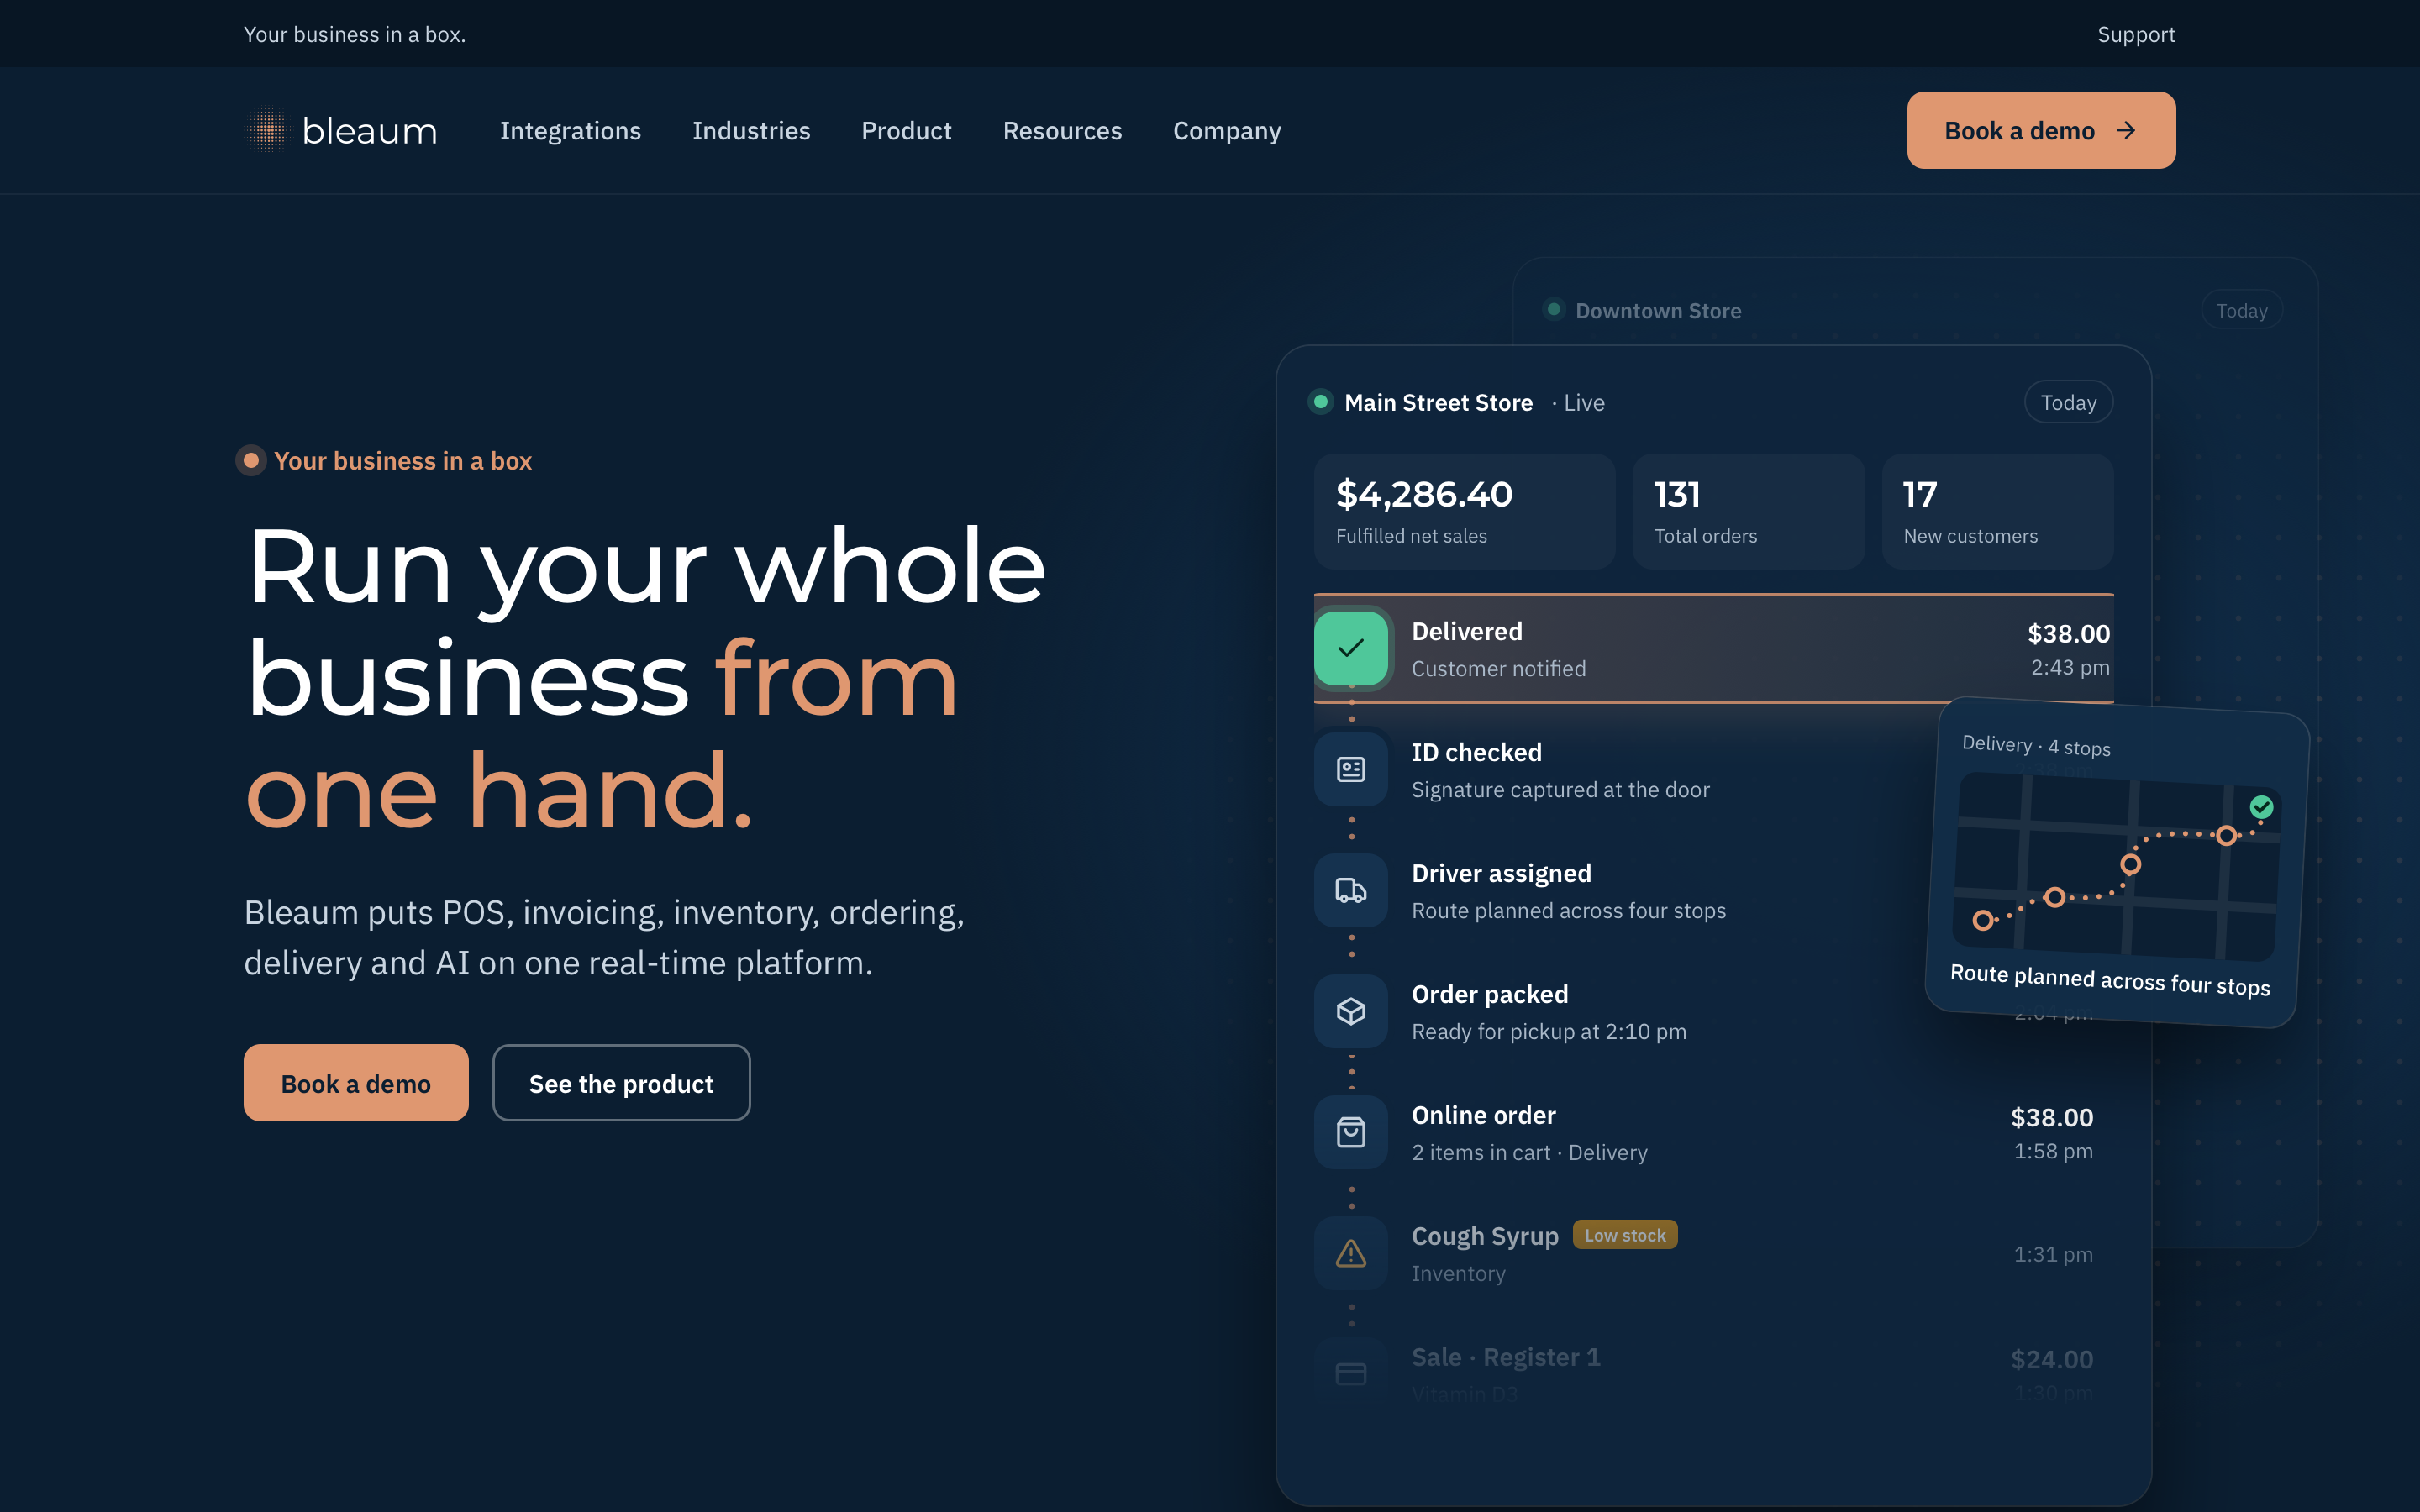 Your business in a box.
Support
bleaum
Integrations
Industries
Product
Resources
Company
Book a demo
Your business in a box
Run your whole
business from
one hand.
Bleaum puts POS, invoicing, inventory, ordering,
delivery and AI on one real-time platform.
Book a demo
See the product
Downtown Store
Today
Main Street Store · Live
Today
$4,286.40
Fulfilled net sales
131
Total orders
17
New customers
Delivered
$38.00
Customer notified
2:43 pm
ID checked
Signature captured at the door
Driver assigned
Route planned across four stops
Order packed
Ready for pickup at 2:10 pm
Delivery · 4 stops
Route planned across four stops
Online order
$38.00
2 items in cart · Delivery
1:58 pm
Cough Syrup
Low stock
Inventory
1:31 pm
Sale · Register 1
$24.00
Vitamin D3
1:30 pm